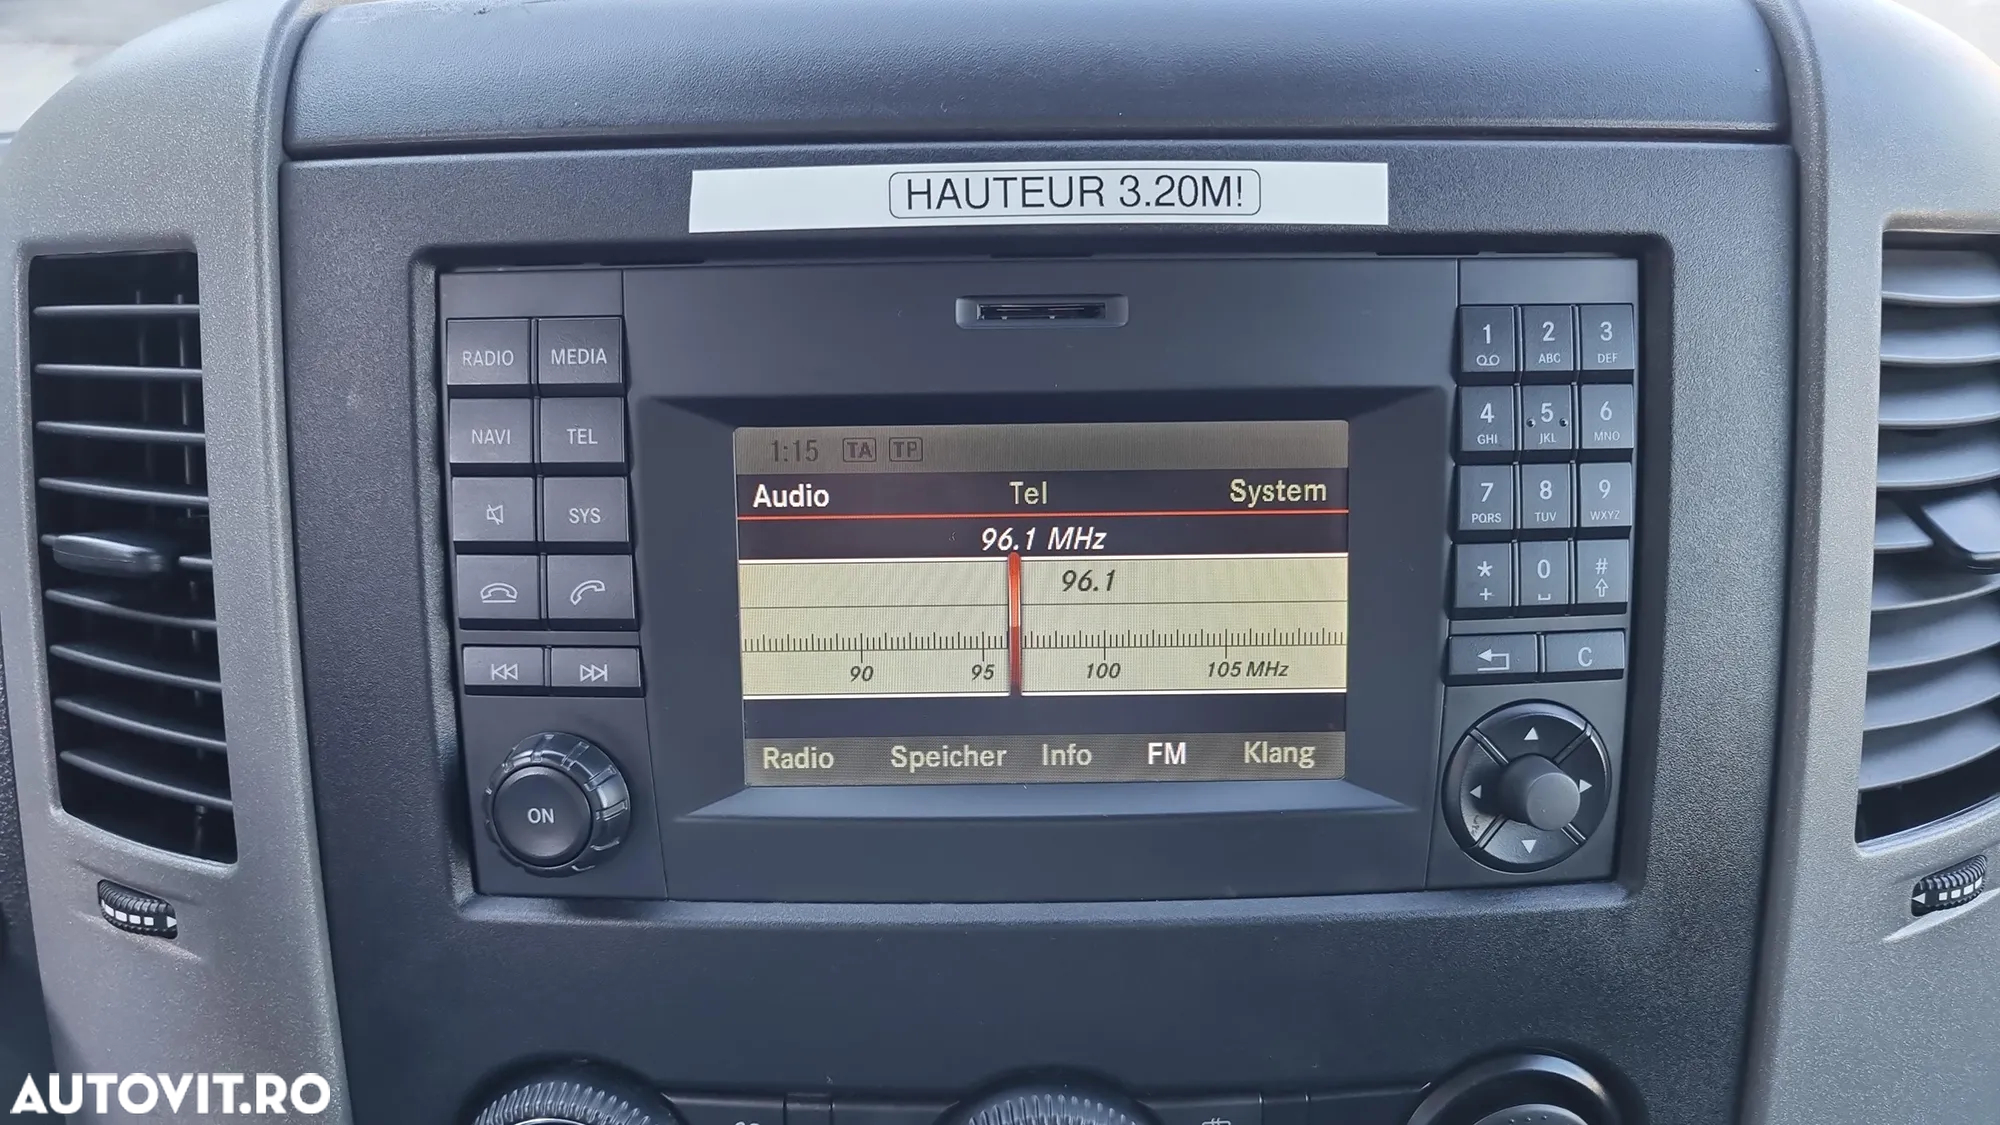 HAUTEUR 3.20M!
RADIO MEDIA
NAVI TEL
SYS
ON
1:15 TA TP
Audio Tel System
96.1 MHz
96.1
90 95 100 105 MHz
Radio Speicher Info FM Klang
1 2 ABC 3 DEF
4 GHI 5 JKL 6 MNO
7 PQRS 8 TUV 9 WXYZ
* + 0 #
C
AUTOVIT.RO